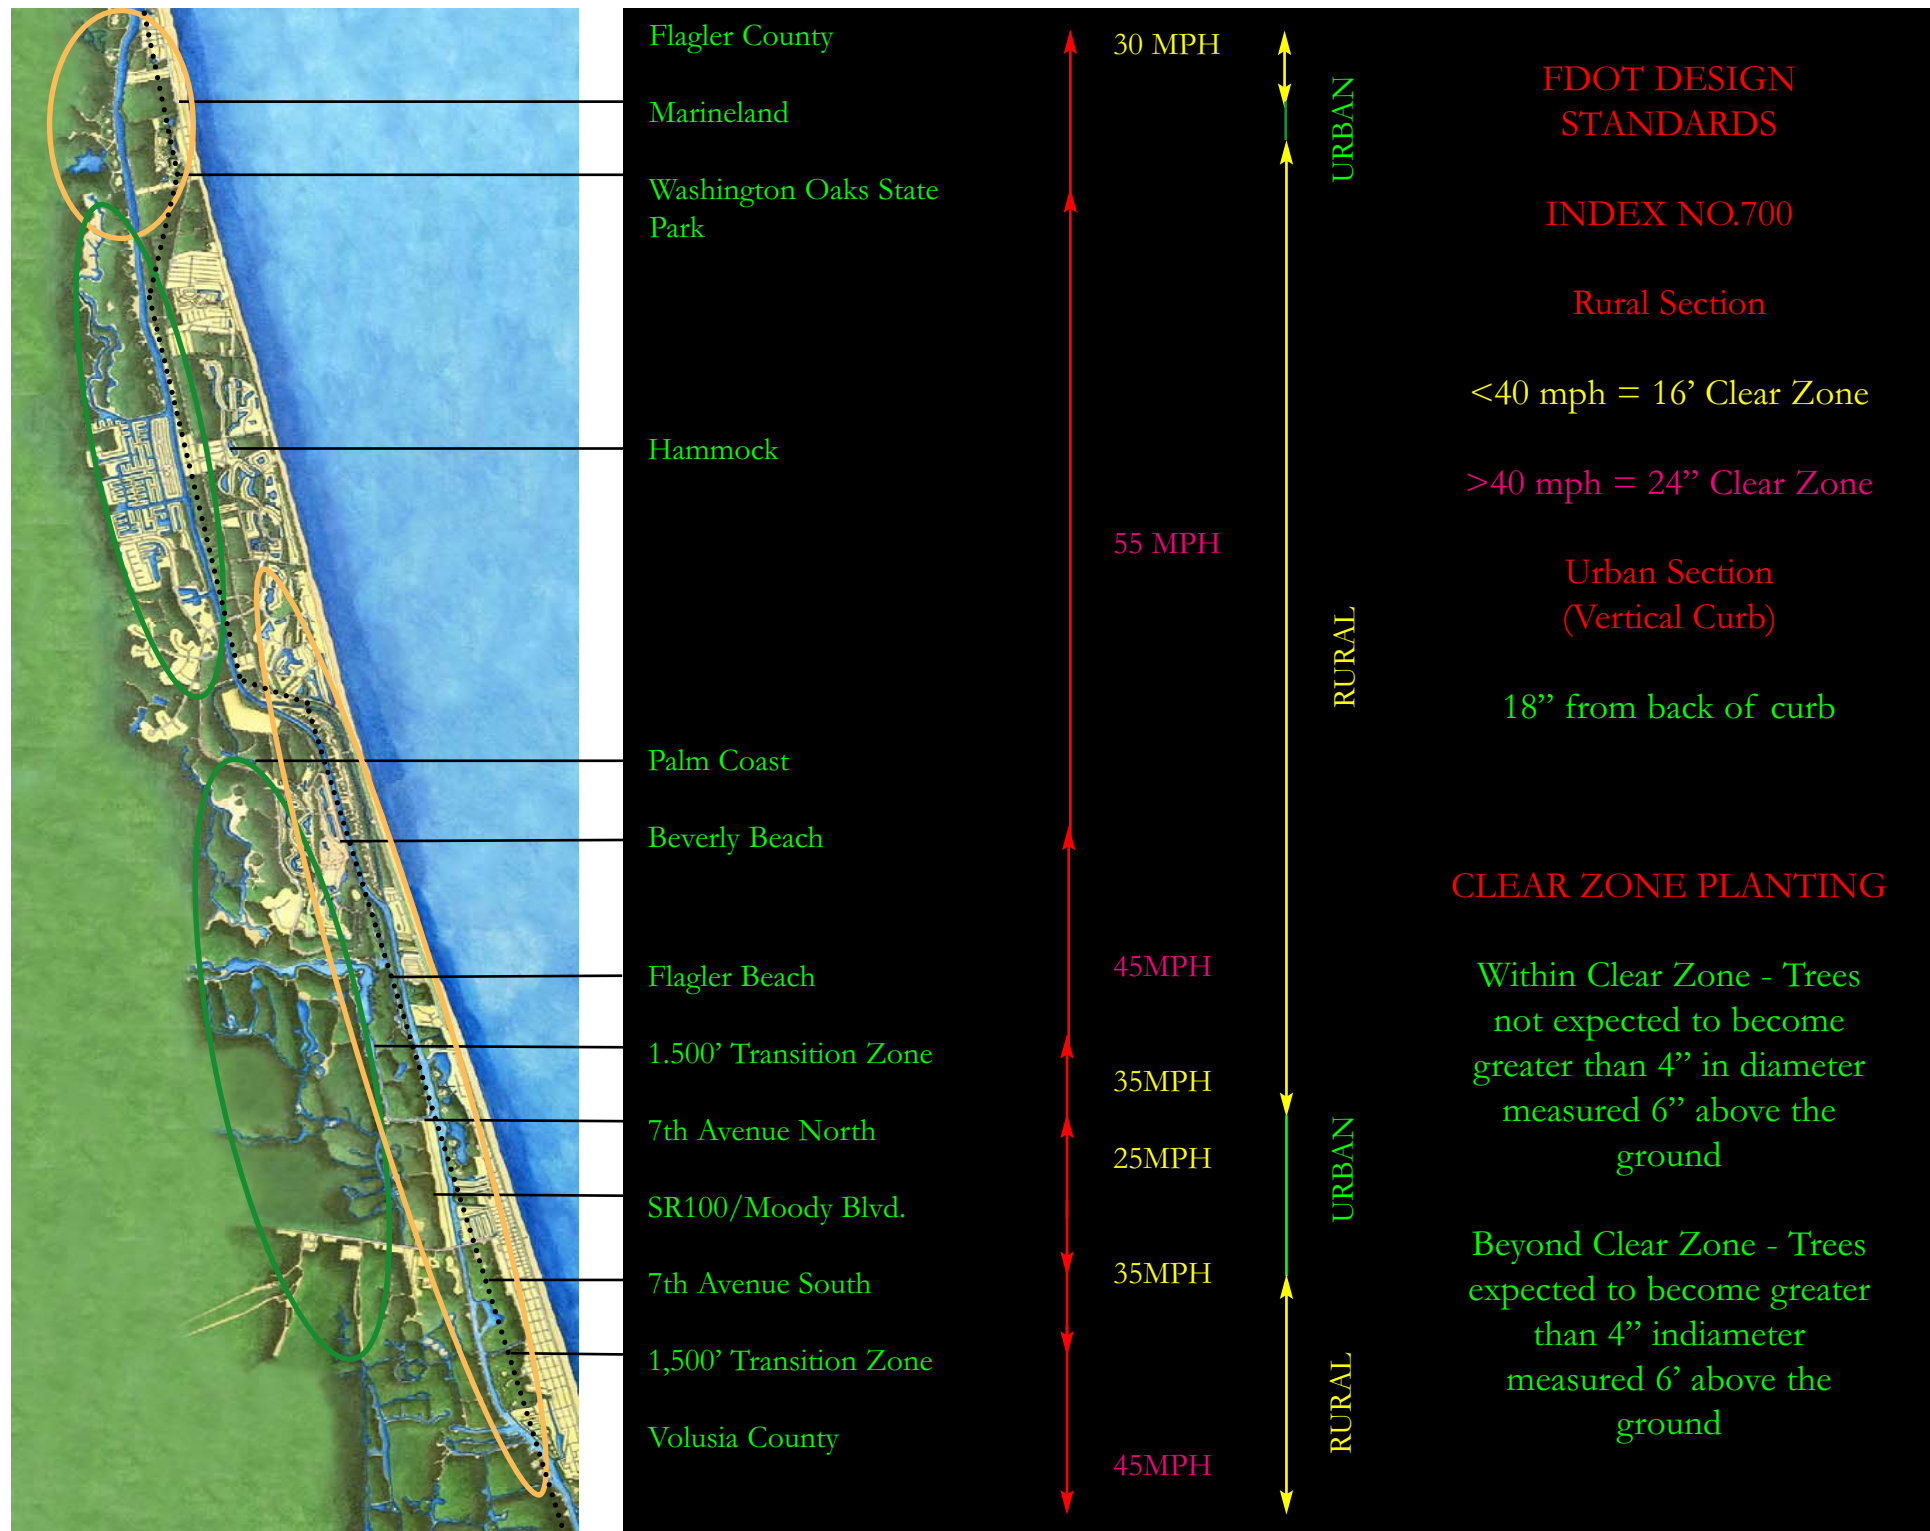 Flagler County
Marineland
Washington Oaks State
Park
Hammock
Palm Coast
Beverly Beach
Flagler Beach
1.500’ Transition Zone
7th Avenue North
SR100/Moody Blvd.
7th Avenue South
1,500’ Transition Zone
Volusia County
30 MPH
55 MPH
45MPH
35MPH
25MPH
35MPH
45MPH
URBAN
RURAL
URBAN
RURAL
FDOT DESIGN
STANDARDS
INDEX NO.700
Rural Section
<40 mph = 16’ Clear Zone
>40 mph = 24” Clear Zone
Urban Section
(Vertical Curb)
18” from back of curb
CLEAR ZONE PLANTING
Within Clear Zone - Trees
not expected to become
greater than 4” in diameter
measured 6” above the
ground
Beyond Clear Zone - Trees
expected to become greater
than 4” indiameter
measured 6’ above the
ground